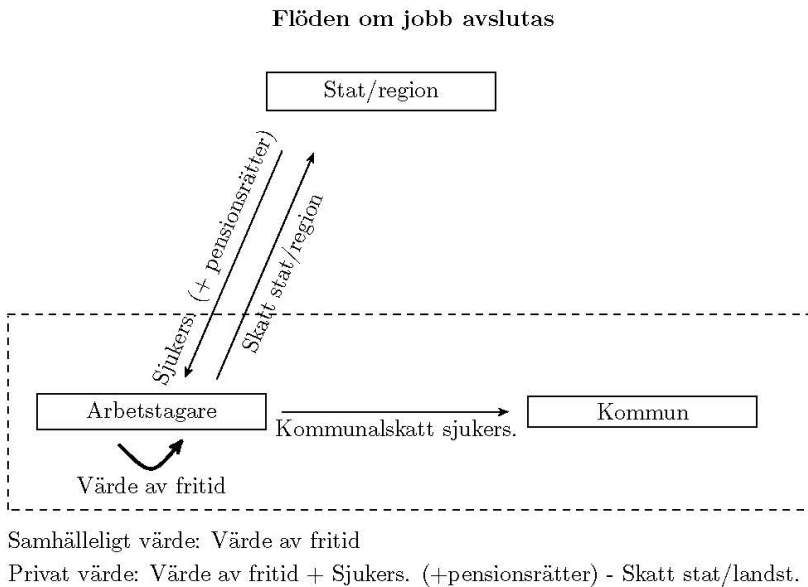 Flöden om jobb avslutas
Stat/region
Sjukers. (+ pensionsrätter)
Skatt stat/region
Arbetstagare
Kommunalskatt sjukers.
Kommun
Värde av fritid
Samhälleligt värde: Värde av fritid
Privat värde: Värde av fritid + Sjukers. (+pensionsrätter) - Skatt stat/landst.